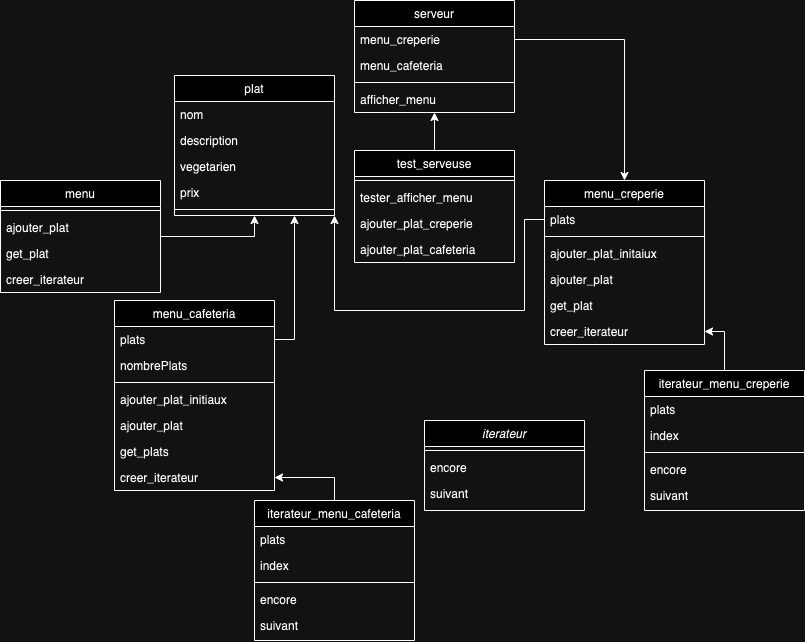 serveur
menu_creperie
menu_cafeteria
afficher_menu
plat
nom
description
vegetarien
prix
test_serveuse
tester_afficher_menu
ajouter_plat_creperie
ajouter_plat_cafeteria
menu
ajouter_plat
get_plat
creer_iterateur
menu_creperie
plats
ajouter_plat_initaiux
ajouter_plat
get_plat
creer_iterateur
menu_cafeteria
plats
nombrePlats
ajouter_plat_initiaux
ajouter_plat
get_plats
creer_iterateur
iterateur_menu_creperie
plats
index
encore
suivant
iterateur
encore
suivant
iterateur_menu_cafeteria
plats
index
encore
suivant